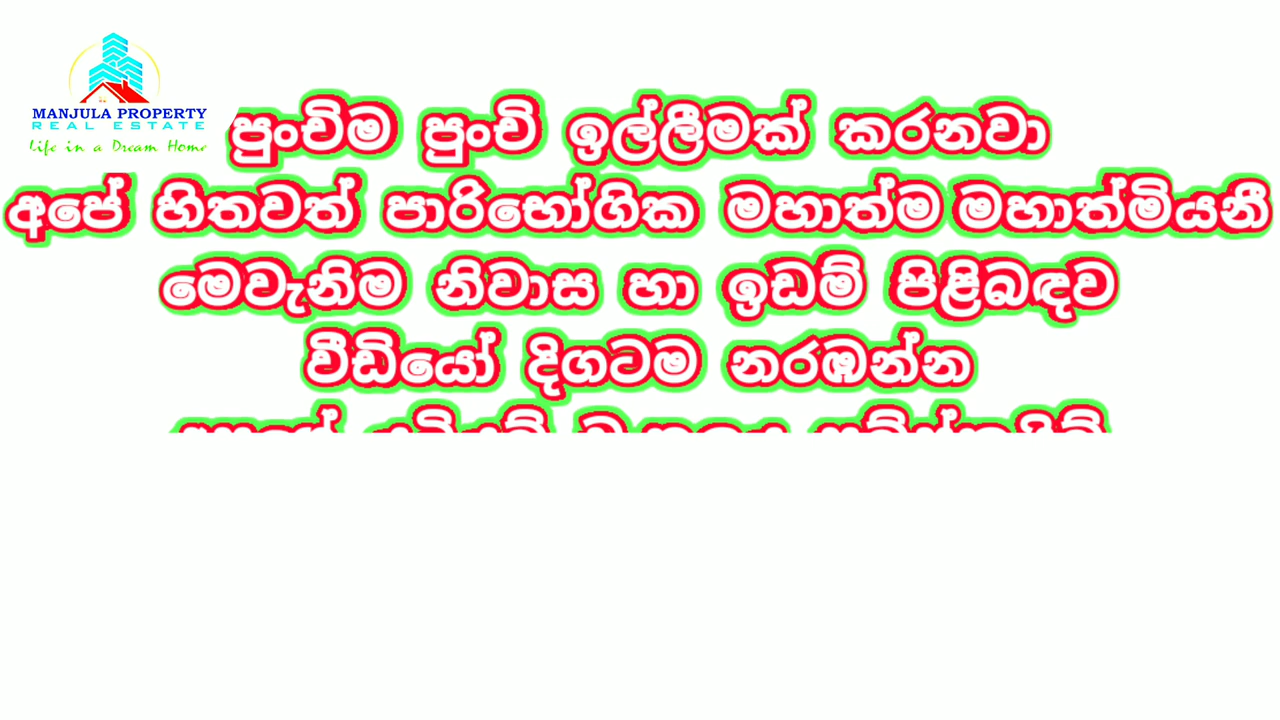 MANJULA PROPERTY
REAL ESTATE
Life in a Dream Home
පුංචිම පුංචි ඉල්ලීමක් කරනවා
අපේ හිතවත් පාරිභෝගික මහාත්ම මහාත්මියනී
මෙවැනිම නිවාස හා ඉඩම් පිළිබඳව
වීඩියෝ දිගටම නරඹන්න